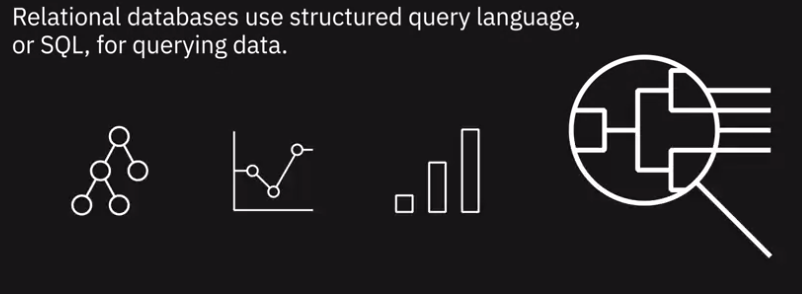 Relational databases use structured query language,
or SQL, for querying data.